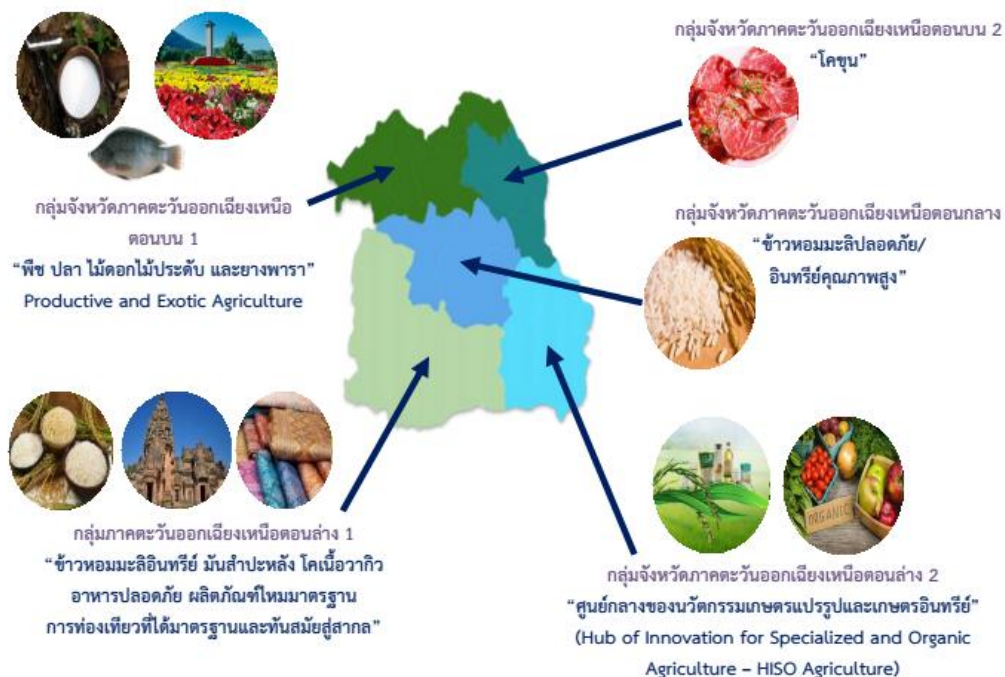 กลุ่มจังหวัดภาคตะวันออกเฉียงเหนือตอนบน 2
“โคขุน”
กลุ่มจังหวัดภาคตะวันออกเฉียงเหนือ
ตอนบน 1
“พืช ปลา ไม้ดอกไม้ประดับ และยางพารา”
Productive and Exotic Agriculture
กลุ่มจังหวัดภาคตะวันออกเฉียงเหนือตอนกลาง
“ข้าวหอมมะลิปลอดภัย/
อินทรีย์คุณภาพสูง”
กลุ่มภาคตะวันออกเฉียงเหนือตอนล่าง 1
“ข้าวหอมมะลิอินทรีย์ มันสำปะหลัง โคเนื้อวากิว
อาหารปลอดภัย ผลิตภัณฑ์ไหมมาตรฐาน
การท่องเทียวที่ได้มาตรฐานและทันสมัยสู่สากล”
ORGANIC
กลุ่มจังหวัดภาคตะวันออกเฉียงเหนือตอนล่าง 2
“ศูนย์กลางของนวัตกรรมเกษตรแปรรูปและเกษตรอินทรีย์”
(Hub of Innovation for Specialized and Organic
Agriculture – HISO Agriculture)